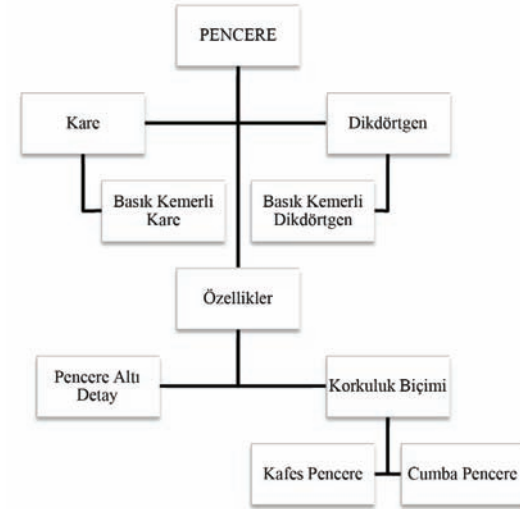 PENCERE
Kare
Dikdörtgen
Basık Kemerli
Kare
Basık Kemerli
Dikdörtgen
Özellikler
Pencere Altı
Detay
Korkuluk Biçimi
Kafes Pencere
Cumba Pencere